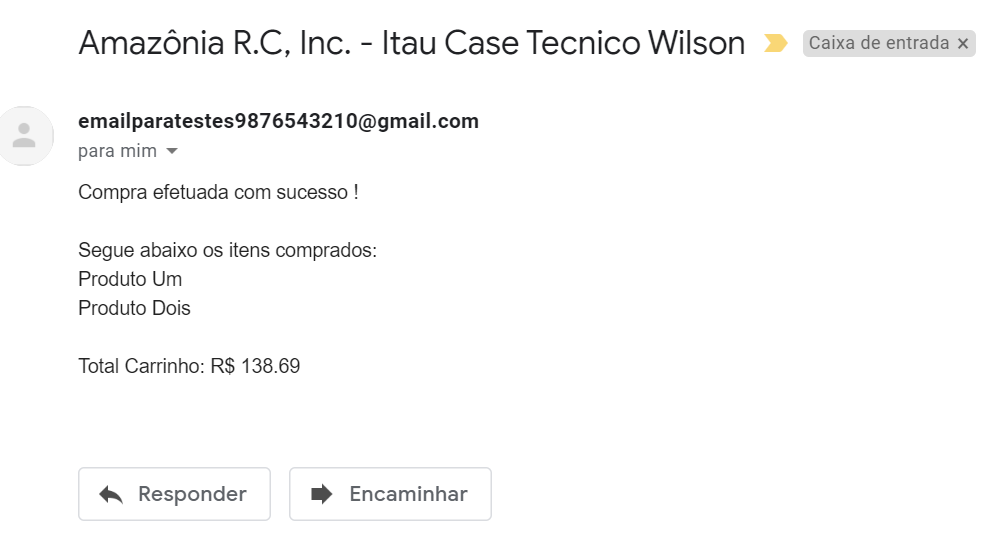 Amazônia R.C, Inc. - Itau Case Tecnico Wilson
Caixa de entrada ×
emailparatestes9876543210@gmail.com
para mim
Compra efetuada com sucesso !
Segue abaixo os itens comprados:
Produto Um
Produto Dois
Total Carrinho: R$ 138.69
Responder
Encaminhar